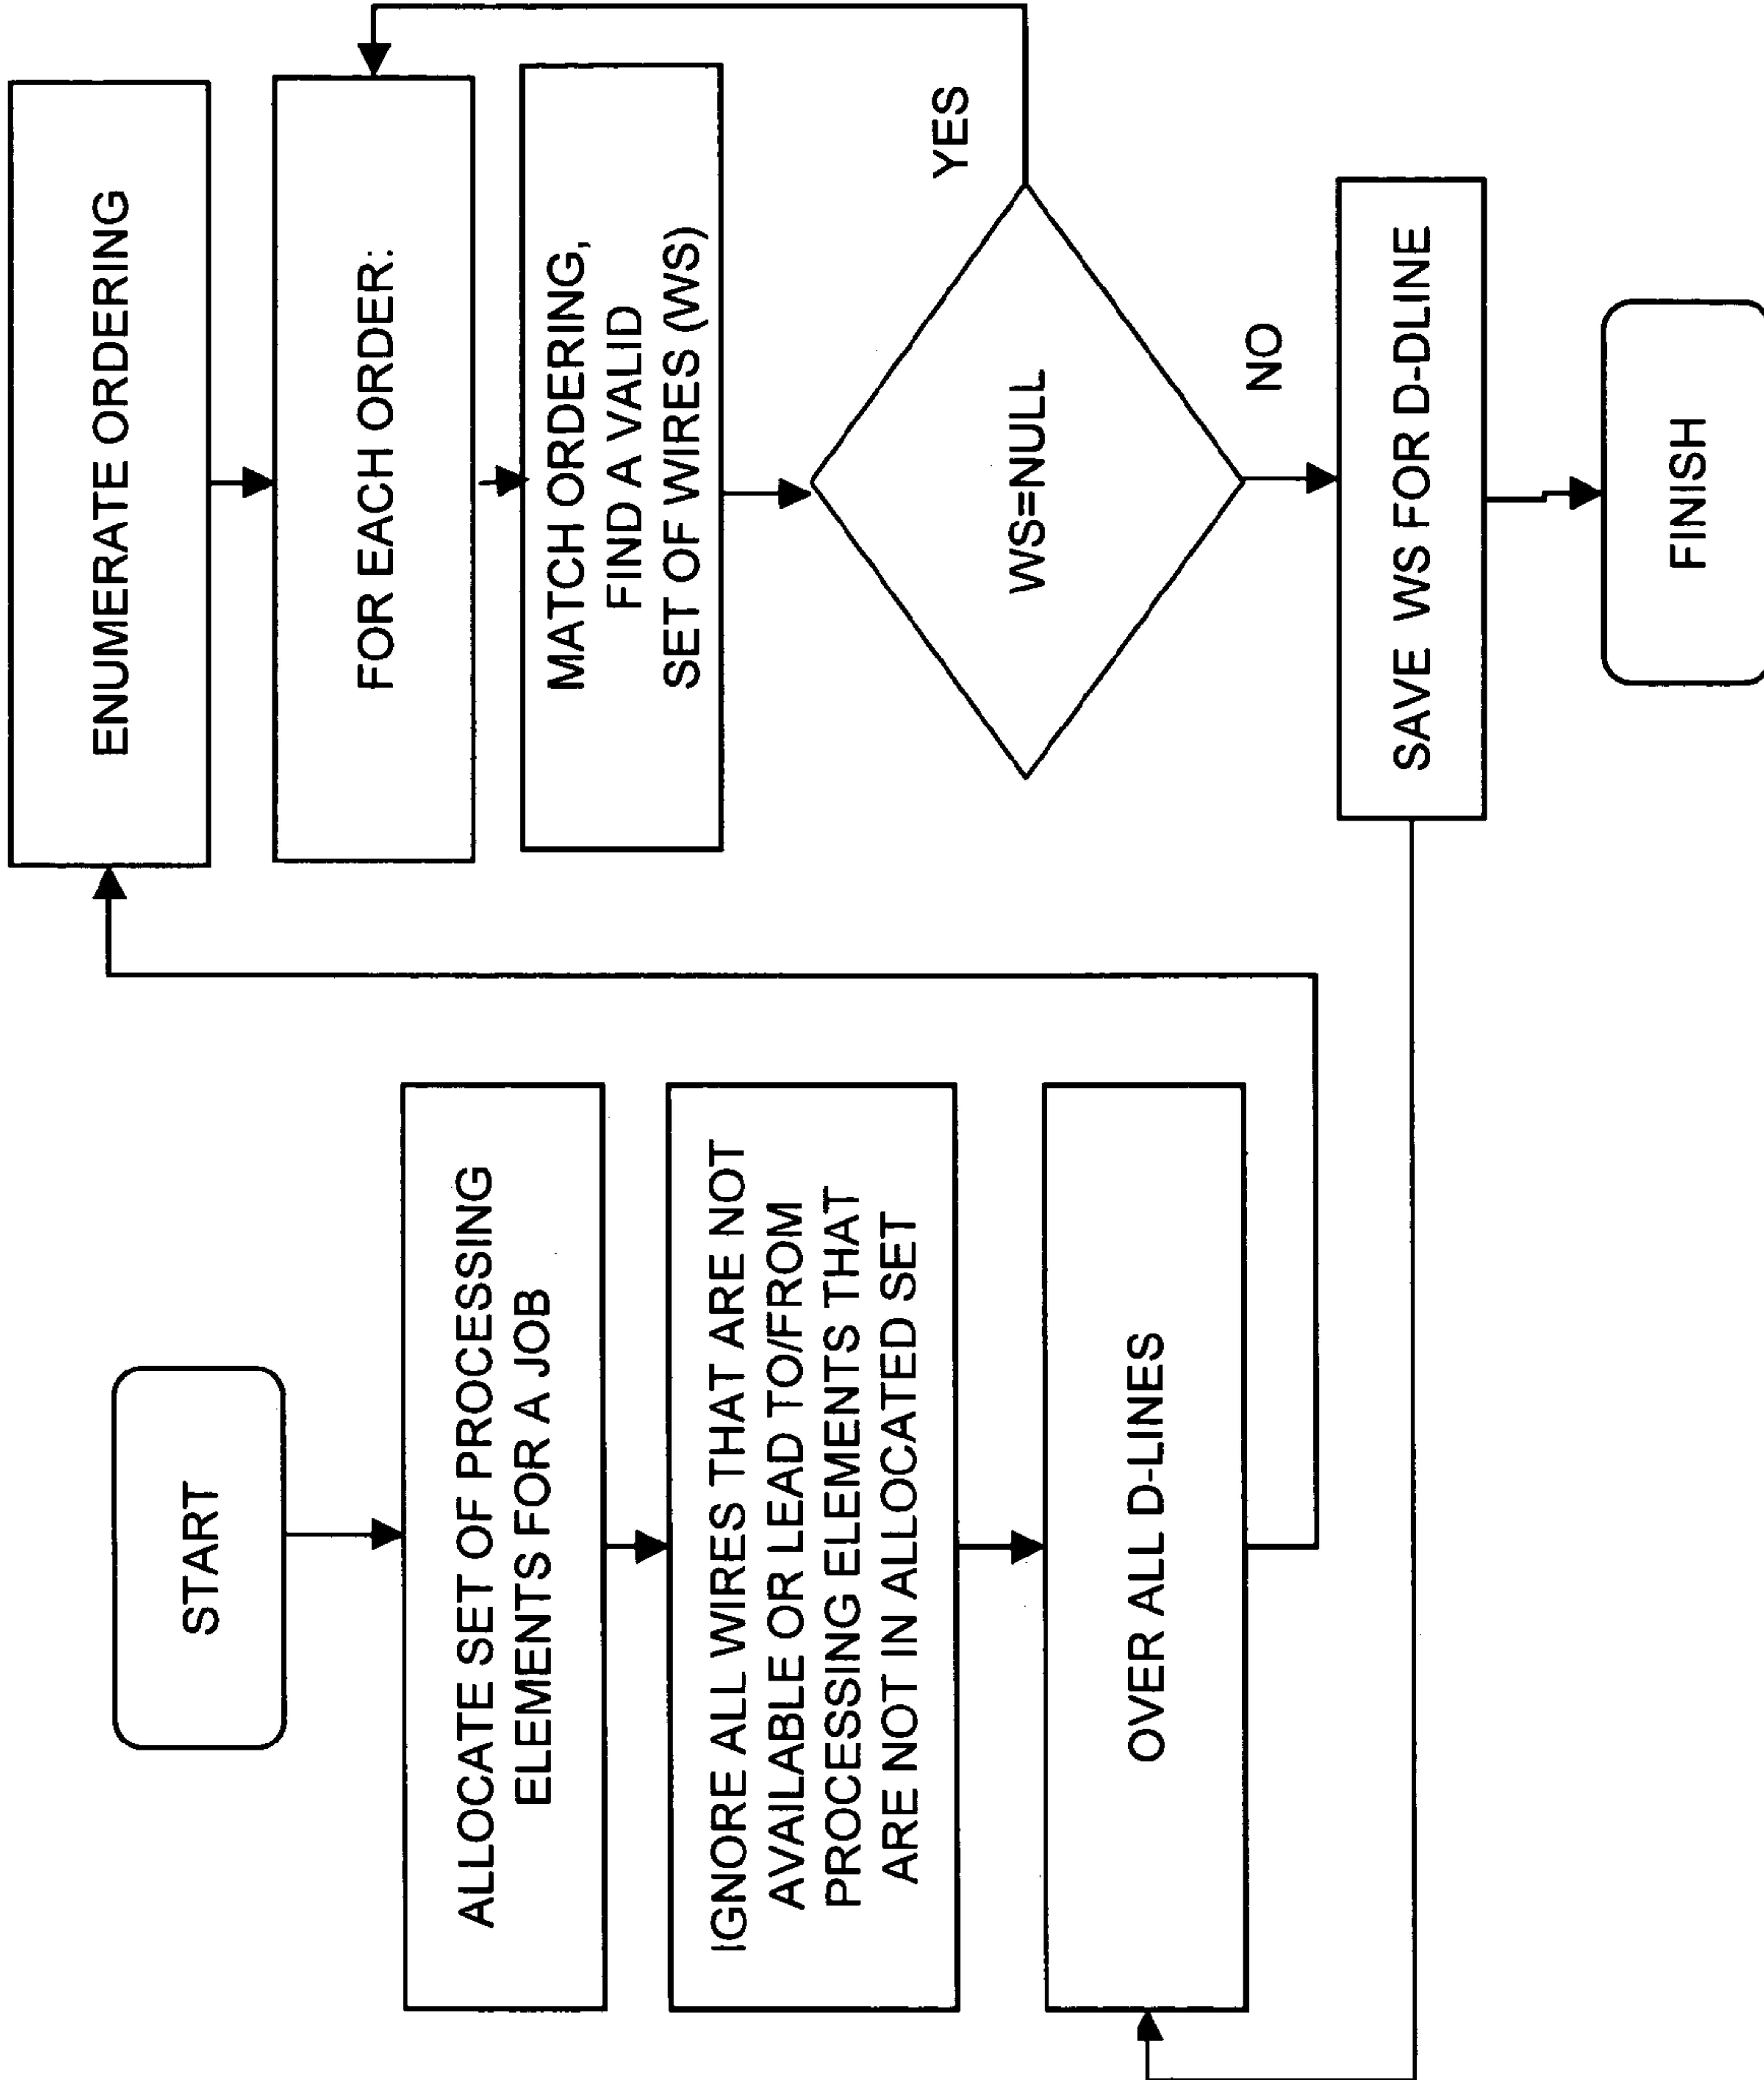 START
ALLOCATE SET OF PROCESSING
ELEMENTS FOR A JOB
IGNORE ALL WIRES THAT ARE NOT
AVAILABLE OR LEAD TO/FROM
PROCESSING ELEMENTS THAT
ARE NOT IN ALLOCATED SET
OVER ALL D-LINES
ENUMERATE ORDERING
FOR EACH ORDER:
MATCH ORDERING,
FIND A VALID
SET OF WIRES (WS)
WS=NULL
YES
NO
SAVE WS FOR D-DLINE
FINISH